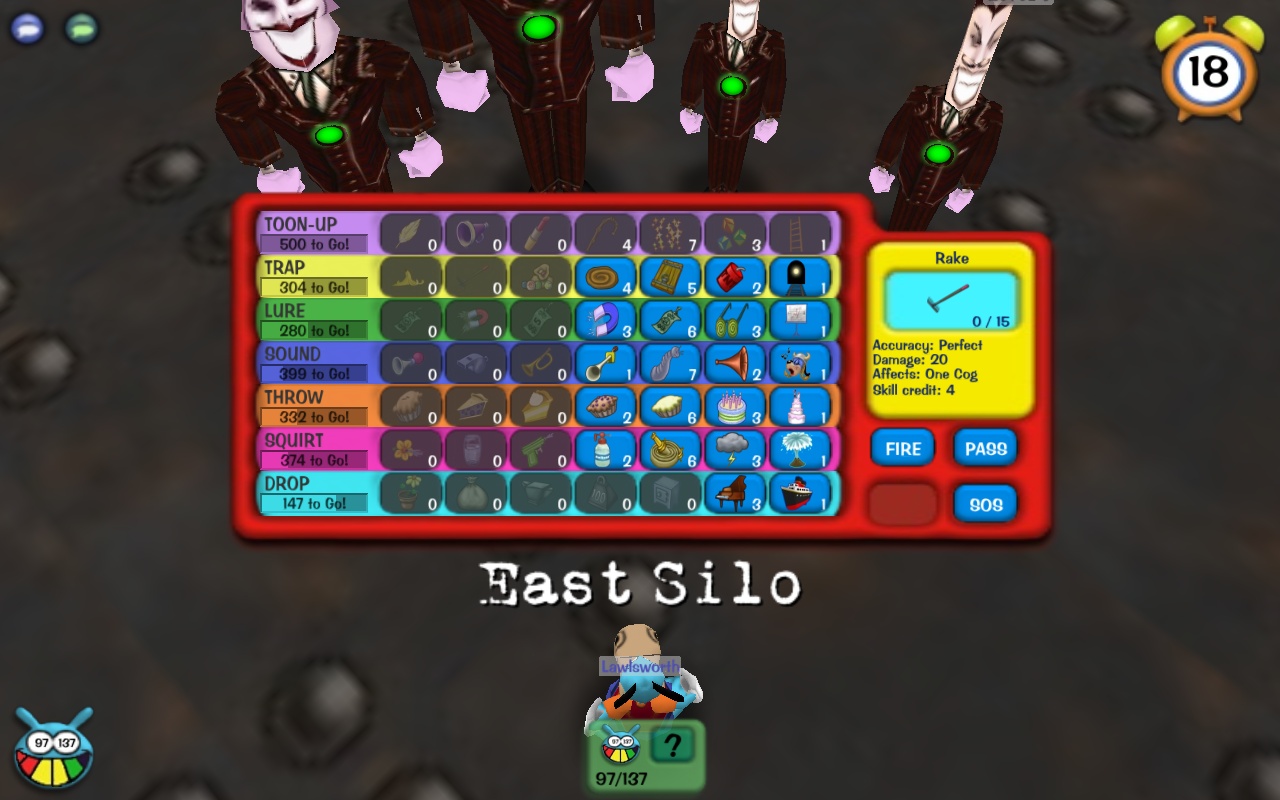 18
TOON-UP
500 to Go!
0 0 0 4 7 3 1
TRAP
304 to Go!
0 0 0 4 5 2 1
LURE
280 to Go!
0 0 0 3 6 3 1
SOUND
399 to Go!
0 0 0 1 7 2 1
THROW
332 to Go!
0 0 0 2 6 3 1
SQUIRT
374 to Go!
0 0 0 2 6 3 1
DROP
147 to Go!
0 0 0 0 0 3 1
Rake
0 / 15
Accuracy: Perfect
Damage: 20
Affects: One Cog
Skill credit: 4
FIRE PASS
SOS
East Silo
Lawlsworth
97 137
97 137
?
97/137